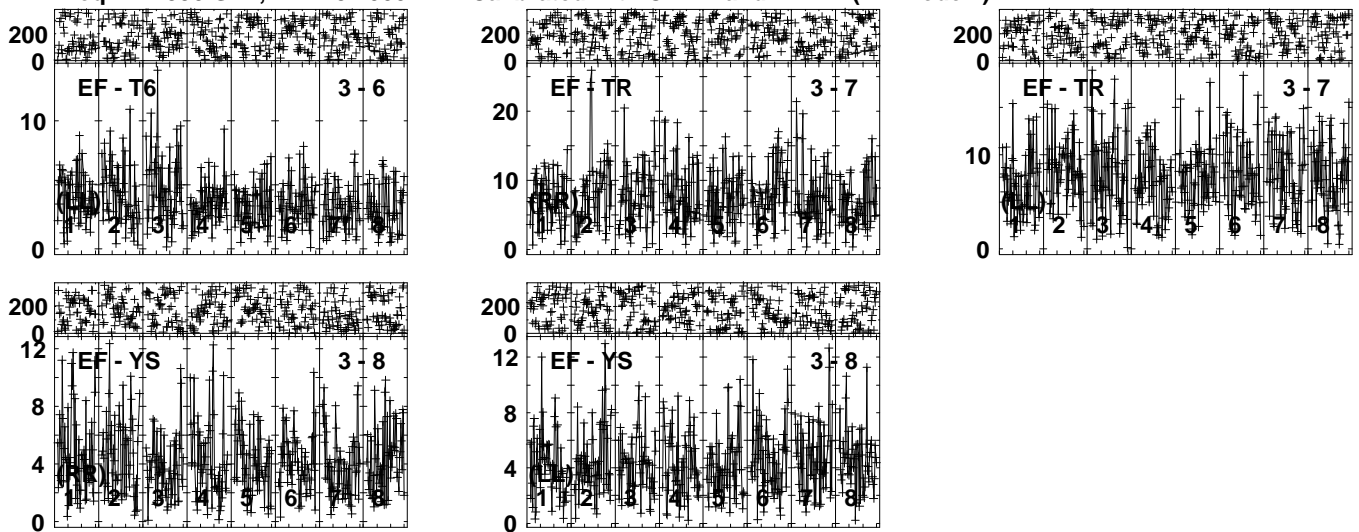 200 200 200
0 0 0
EF - T6 3 - 6 EF - TR 3 - 7 EF - TR 3 - 7
20
10 10 10
(LL) (RR) (LL)
1 2 3 4 5 6 7 8 1 2 3 4 5 6 7 8 1 2 3 4 5 6 7 8
0 0 0
200 200
0 0
12 12
EF - YS 3 - 8 EF - YS 3 - 8
8 8
4 4
(RR) (LL)
1 2 3 4 5 6 7 8 1 2 3 4 5 6 7 8
0 0